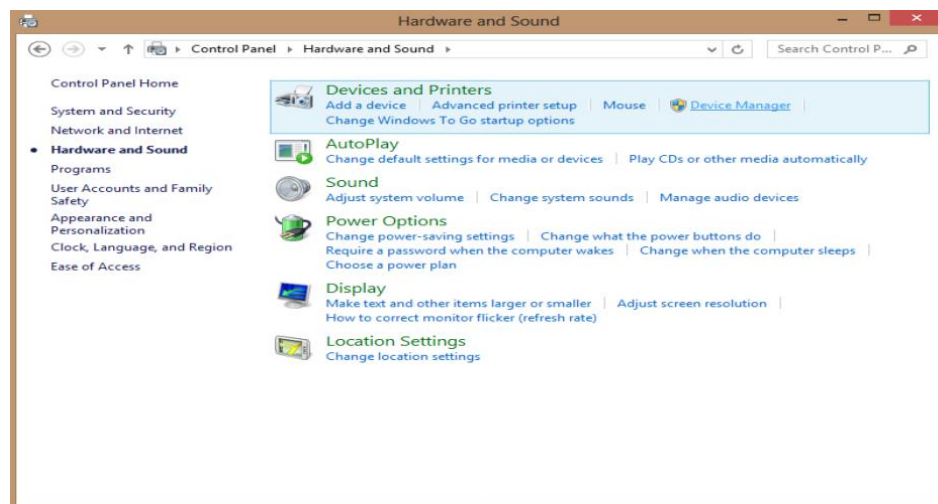 Hardware and Sound
Control Panel Hardware and Sound
Search Control P...
Control Panel Home
System and Security
Network and Internet
Hardware and Sound
Programs
User Accounts and Family
Safety
Appearance and
Personalization
Clock, Language, and Region
Ease of Access
Devices and Printers
Add a device Advanced printer setup Mouse Device Manager
Change Windows To Go startup options
AutoPlay
Change default settings for media or devices Play CDs or other media automatically
Sound
Adjust system volume Change system sounds Manage audio devices
Power Options
Change power-saving settings Change what the power buttons do
Require a password when the computer wakes Change when the computer sleeps
Choose a power plan
Display
Make text and other items larger or smaller Adjust screen resolution
How to correct monitor flicker (refresh rate)
Location Settings
Change location settings